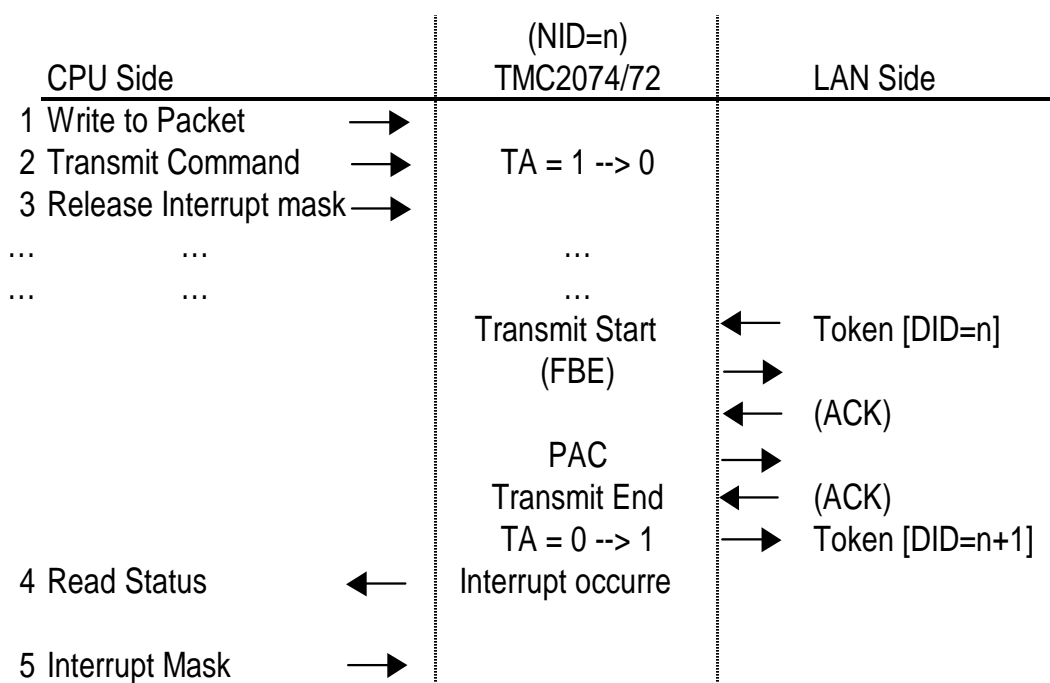 (NID=n)
CPU Side TMC2074/72 LAN Side
1 Write to Packet
2 Transmit Command TA = 1 --> 0
3 Release Interrupt mask
… … …
… … …
Transmit Start Token [DID=n]
(FBE)
(ACK)
PAC
Transmit End (ACK)
TA = 0 --> 1 Token [DID=n+1]
4 Read Status Interrupt occurre
5 Interrupt Mask